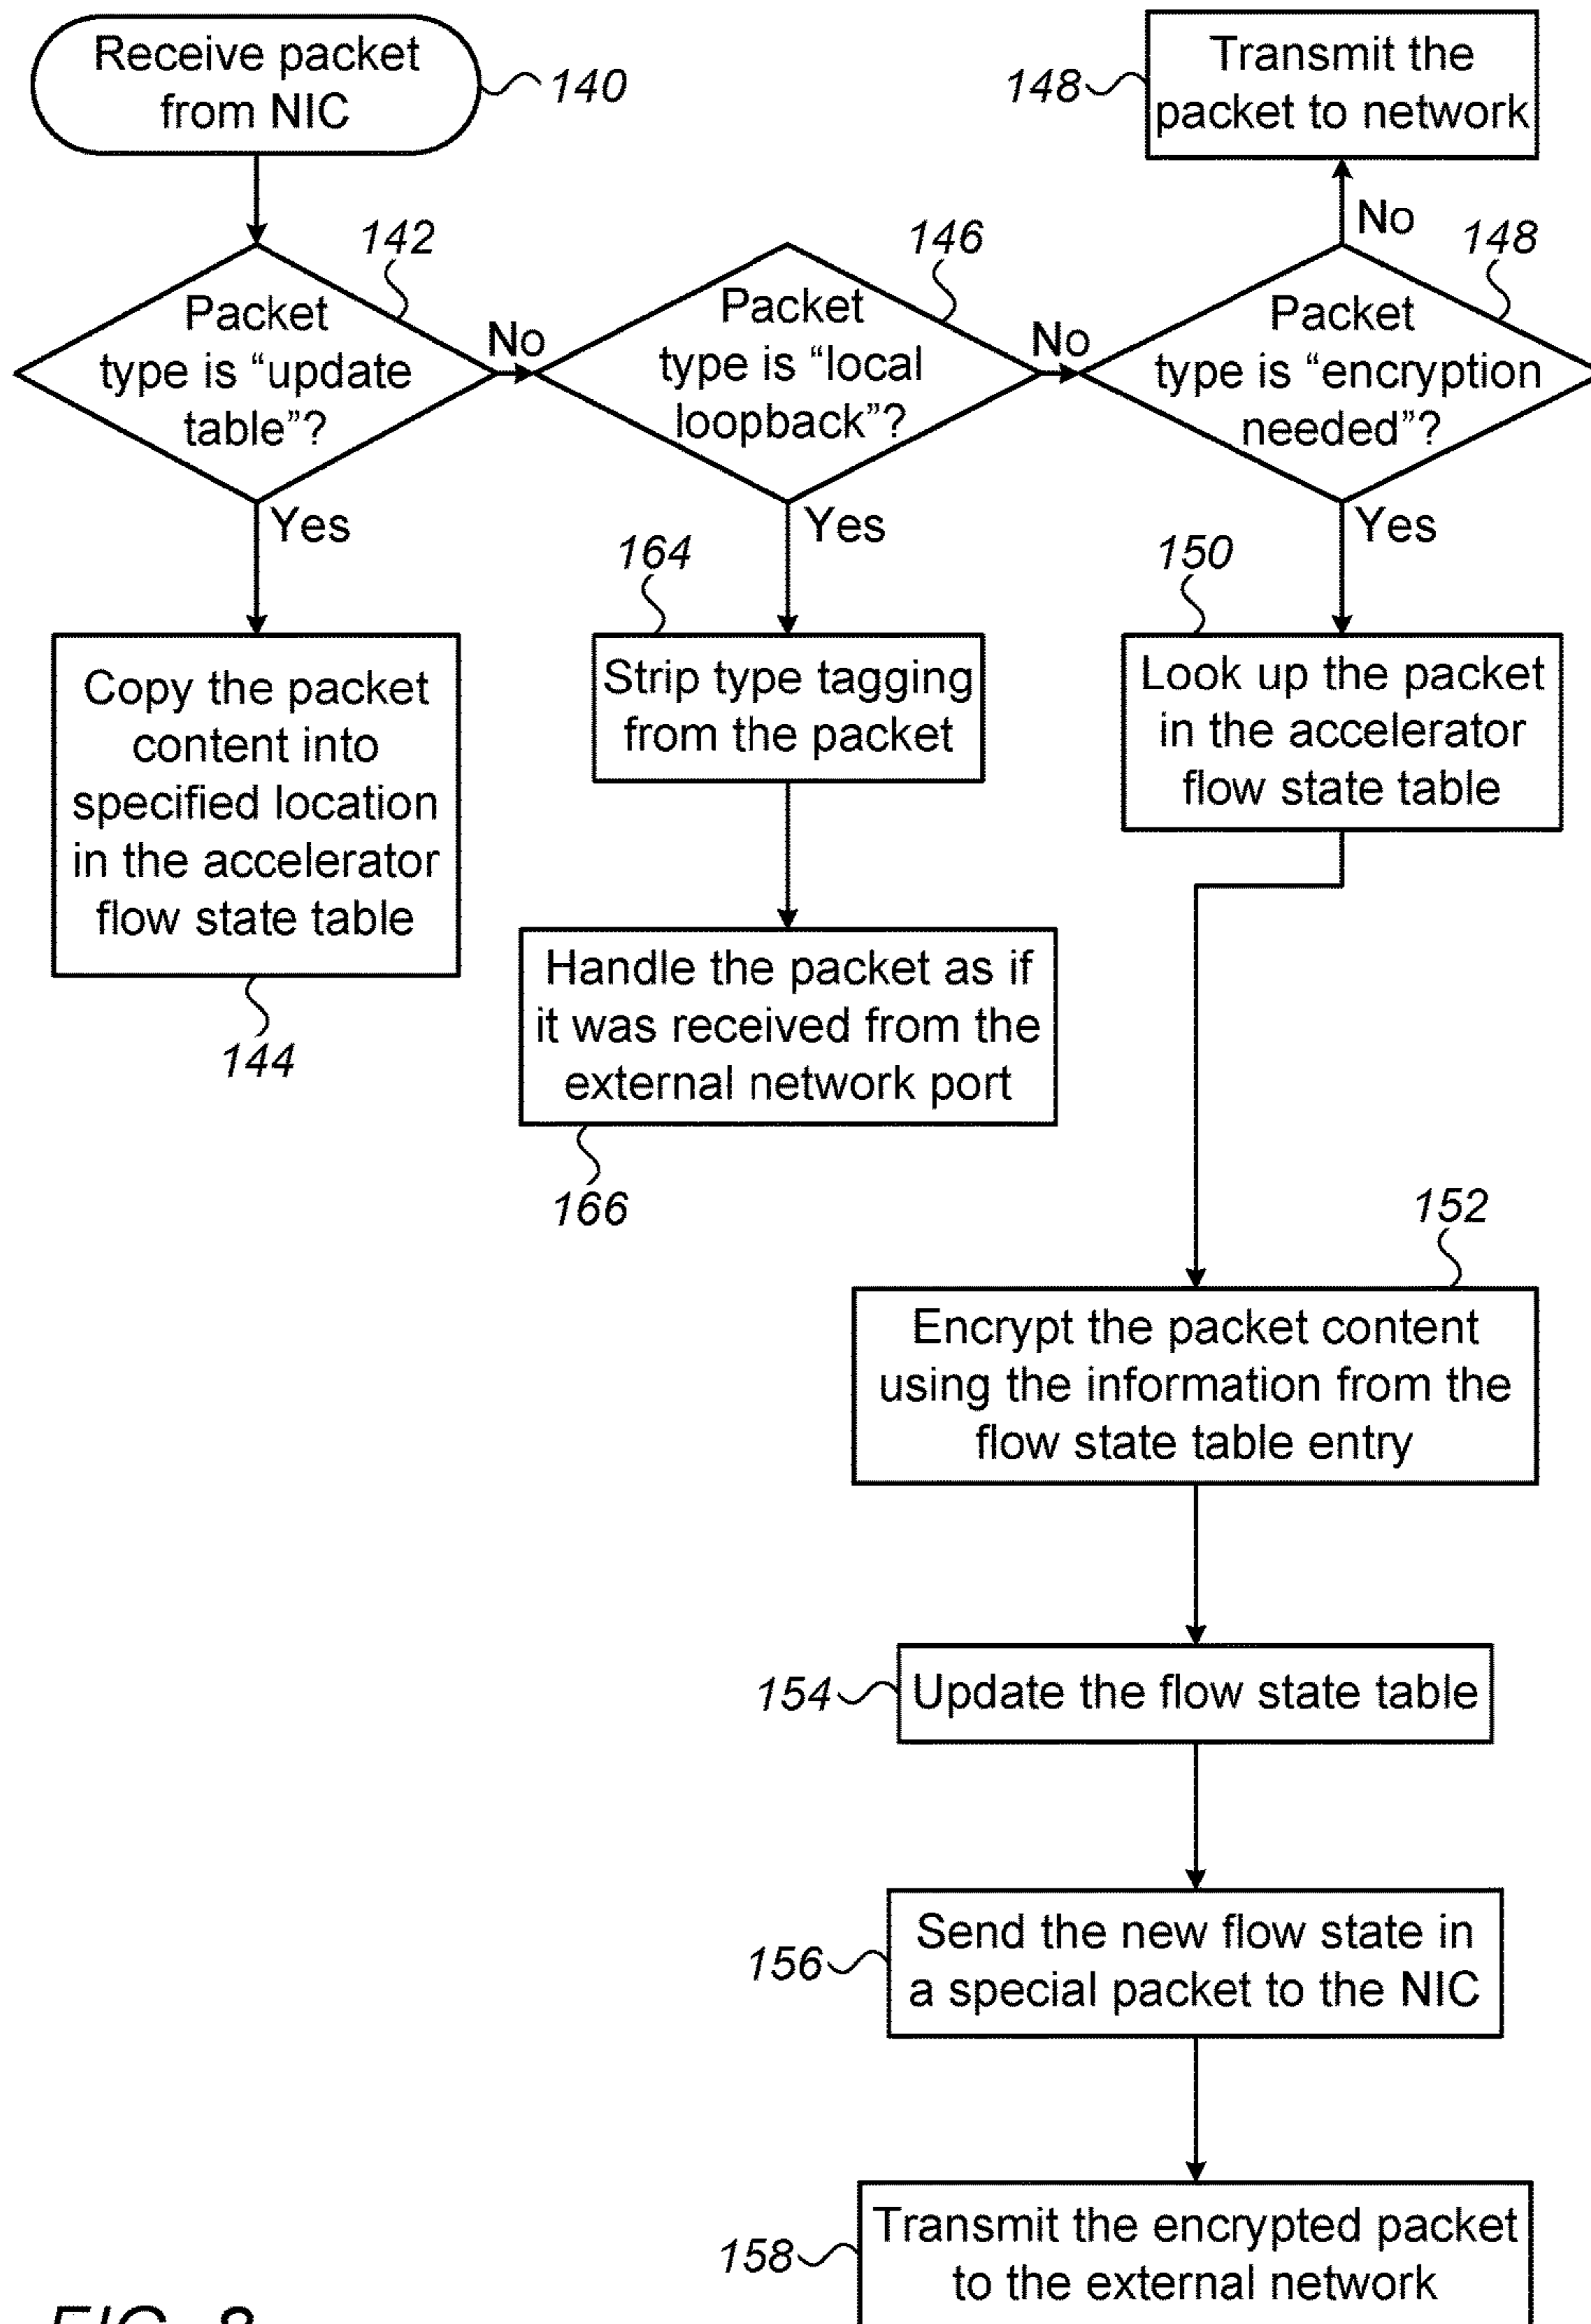 Receive packet
from NIC
140
148
Transmit the
packet to network
No
142
Packet
type is “update
table”?
No
146
Packet
type is “local
loopback”?
No
148
Packet
type is “encryption
needed”?
Yes
Yes
Yes
Copy the packet
content into
specified location
in the accelerator
flow state table
144
164
Strip type tagging
from the packet
Handle the packet as if
it was received from the
external network port
166
150
Look up the packet
in the accelerator
flow state table
152
Encrypt the packet content
using the information from the
flow state table entry
154
Update the flow state table
156
Send the new flow state in
a special packet to the NIC
158
Transmit the encrypted packet
to the external network
FIG. 8